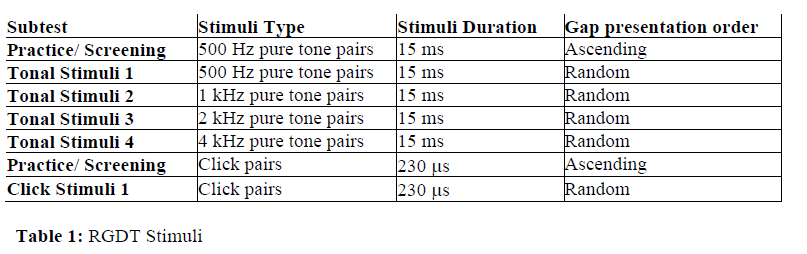 Subtest Stimuli Type Stimuli Duration Gap presentation order
Practice/ Screening 500 Hz pure tone pairs 15 ms Ascending
Tonal Stimuli 1 500 Hz pure tone pairs 15 ms Random
Tonal Stimuli 2 1 kHz pure tone pairs 15 ms Random
Tonal Stimuli 3 2 kHz pure tone pairs 15 ms Random
Tonal Stimuli 4 4 kHz pure tone pairs 15 ms Random
Practice/ Screening Click pairs 230 μs Ascending
Click Stimuli 1 Click pairs 230 μs Random
Table 1: RGDT Stimuli